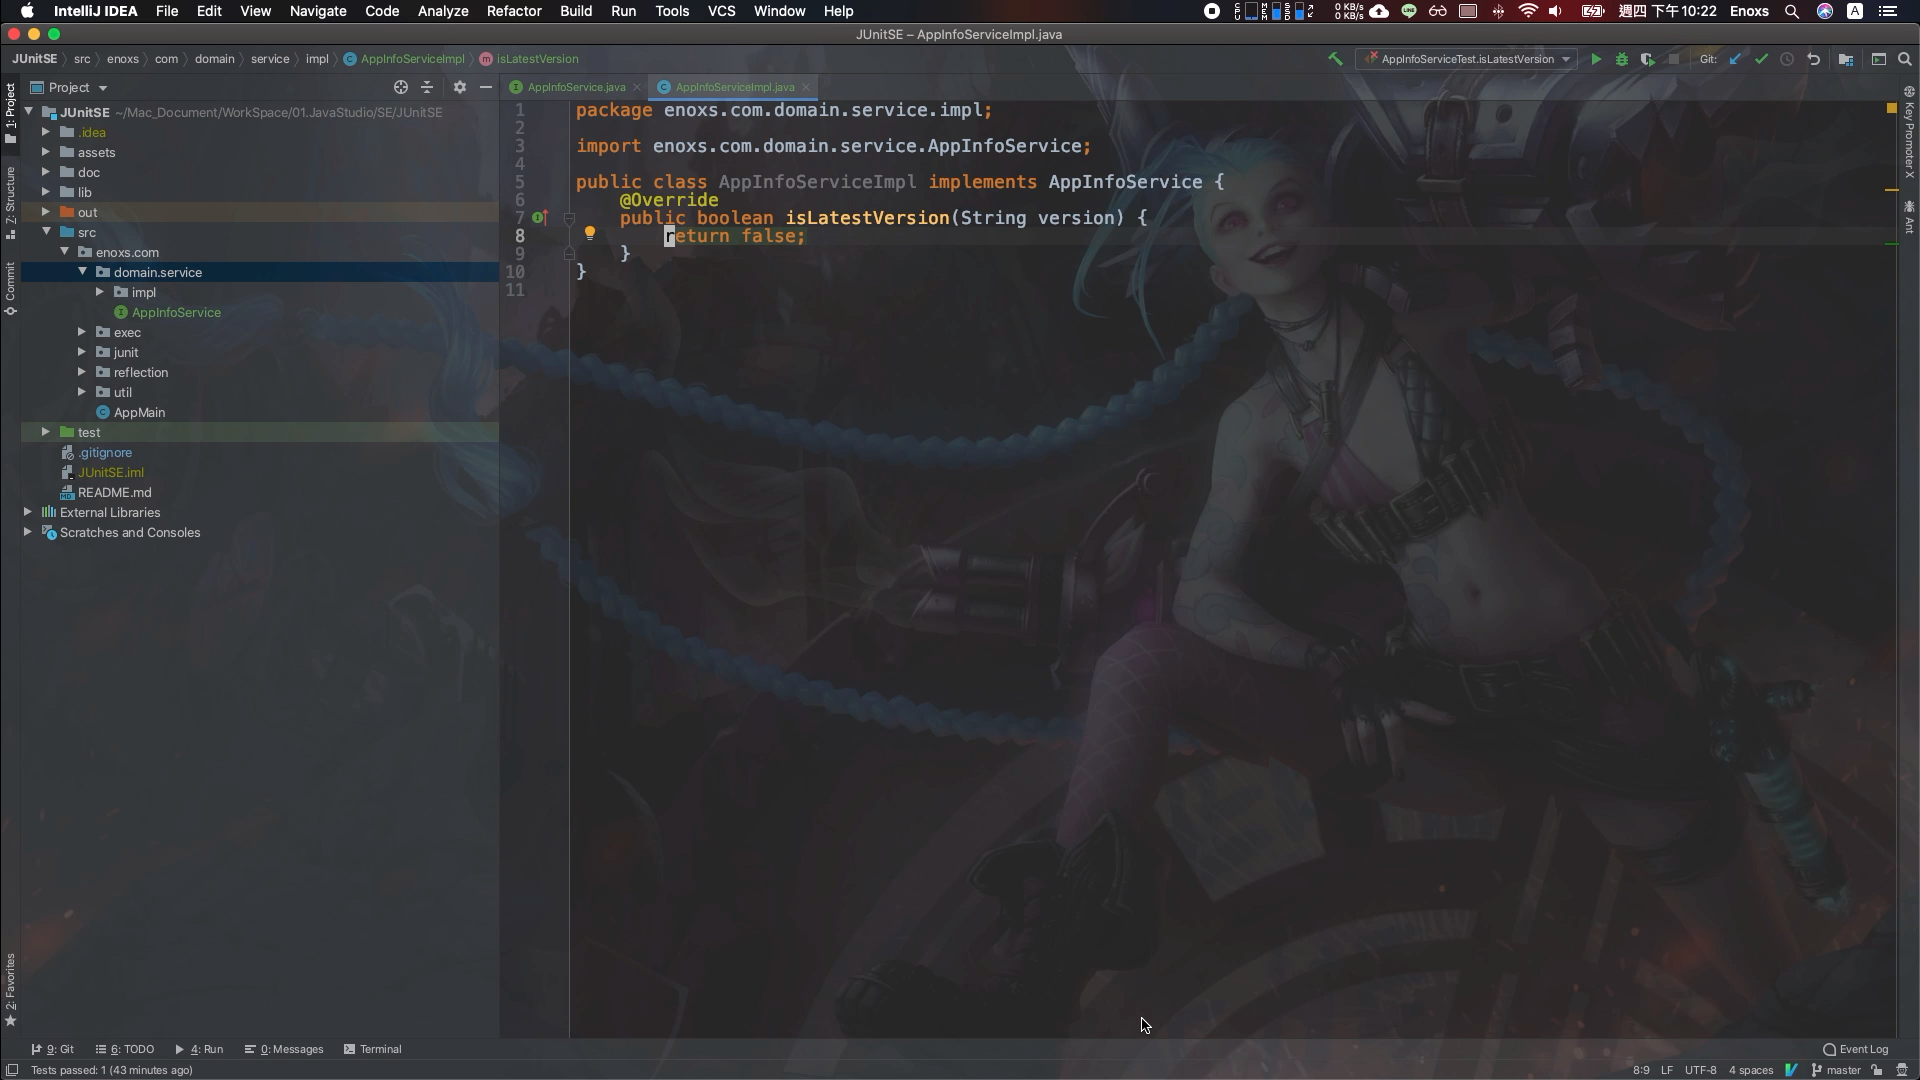 IntelliJ IDEA File Edit View Navigate Code Analyze Refactor Build Run Tools VCS Window Help 0 KB/s 0 KB/s 週四 下午10:22 Enoxs A
JUnitSE – AppInfoServiceImpl.java
JUnitSE src enoxs com domain service impl AppInfoServiceImpl isLatestVersion AppInfoServiceTest.isLatestVersion Git:
Project AppInfoService.java AppInfoServiceImpl.java
1: Project
Z: Structure
Commit
2: Favorites
JUnitSE ~/Mac_Document/WorkSpace/01.JavaStudio/SE/JUnitSE
.idea
assets
doc
lib
out
src
enoxs.com
domain.service
impl
AppInfoService
exec
junit
reflection
util
AppMain
test
.gitignore
JUnitSE.iml
README.md
External Libraries
Scratches and Consoles
1 package enoxs.com.domain.service.impl;
2
3 import enoxs.com.domain.service.AppInfoService;
4
5 public class AppInfoServiceImpl implements AppInfoService {
6 @Override
7 public boolean isLatestVersion(String version) {
8 return false;
9 }
10 }
11
Key Promoter X
Ant
9: Git 6: TODO 4: Run 0: Messages Terminal Event Log
Tests passed: 1 (43 minutes ago) 8:9 LF UTF-8 4 spaces master